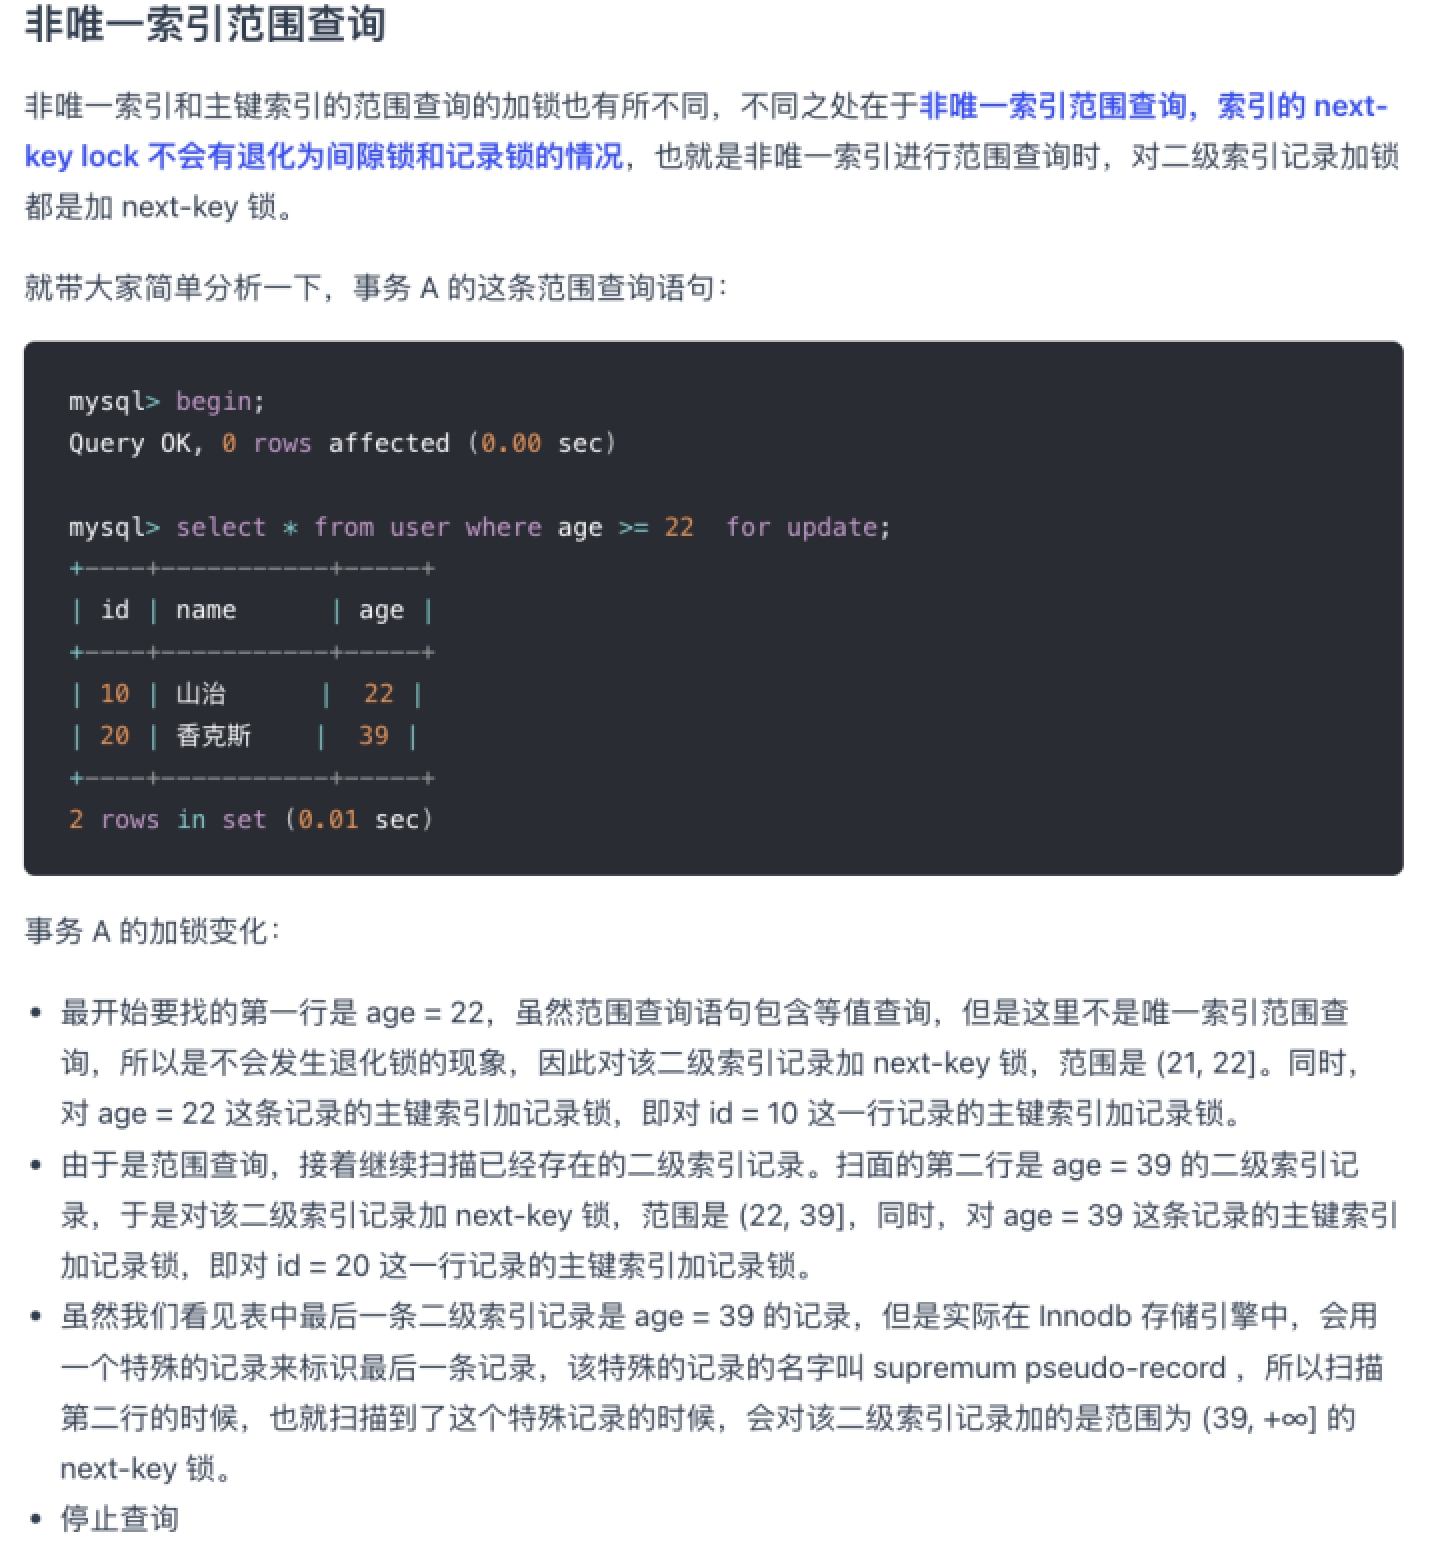 非唯一索引范围查询
非唯一索引和主键索引的范围查询的加锁也有所不同，不同之处在于非唯一索引范围查询，索引的 next-
key lock 不会有退化为间隙锁和记录锁的情况，也就是非唯一索引进行范围查询时，对二级索引记录加锁
都是加 next-key 锁。
就带大家简单分析一下，事务 A 的这条范围查询语句：
mysql> begin;
Query OK, 0 rows affected (0.00 sec)
mysql> select * from user where age >= 22  for update;
+----+-----------+-----+
| id | name      | age |
+----+-----------+-----+
| 10 | 山治      |  22 |
| 20 | 香克斯    |  39 |
+----+-----------+-----+
2 rows in set (0.01 sec)
事务 A 的加锁变化：
• 最开始要找的第一行是 age = 22，虽然范围查询语句包含等值查询，但是这里不是唯一索引范围查
询，所以是不会发生退化锁的现象，因此对该二级索引记录加 next-key 锁，范围是 (21, 22]。同时，
对 age = 22 这条记录的主键索引加记录锁，即对 id = 10 这一行记录的主键索引加记录锁。
• 由于是范围查询，接着继续扫描已经存在的二级索引记录。扫面的第二行是 age = 39 的二级索引记
录，于是对该二级索引记录加 next-key 锁，范围是 (22, 39]，同时，对 age = 39 这条记录的主键索引
加记录锁，即对 id = 20 这一行记录的主键索引加记录锁。
• 虽然我们看见表中最后一条二级索引记录是 age = 39 的记录，但是实际在 Innodb 存储引擎中，会用
一个特殊的记录来标识最后一条记录，该特殊的记录的名字叫 supremum pseudo-record ，所以扫描
第二行的时候，也就扫描到了这个特殊记录的时候，会对该二级索引记录加的是范围为 (39, +∞] 的
next-key 锁。
• 停止查询